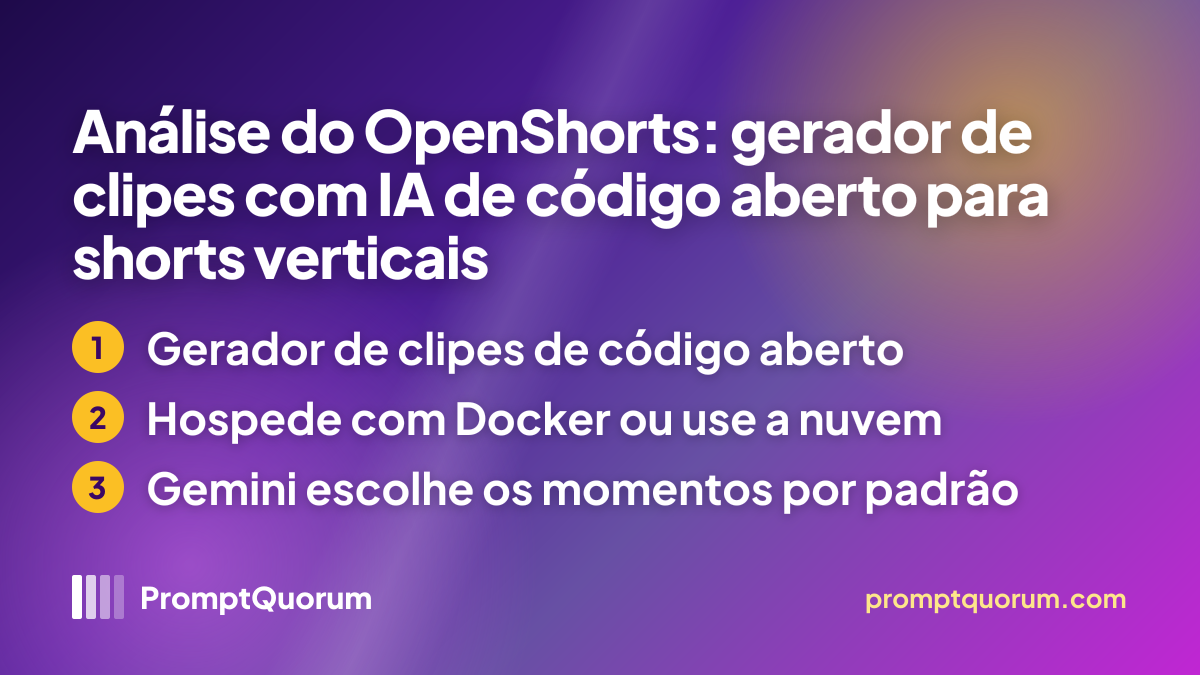 Análise do OpenShorts: gerador de
clipes com IA de código aberto para
shorts verticais
1 Gerador de clipes de código aberto
2 Hospede com Docker ou use a nuvem
3 Gemini escolhe os momentos por padrão
PromptQuorum
promptquorum.com